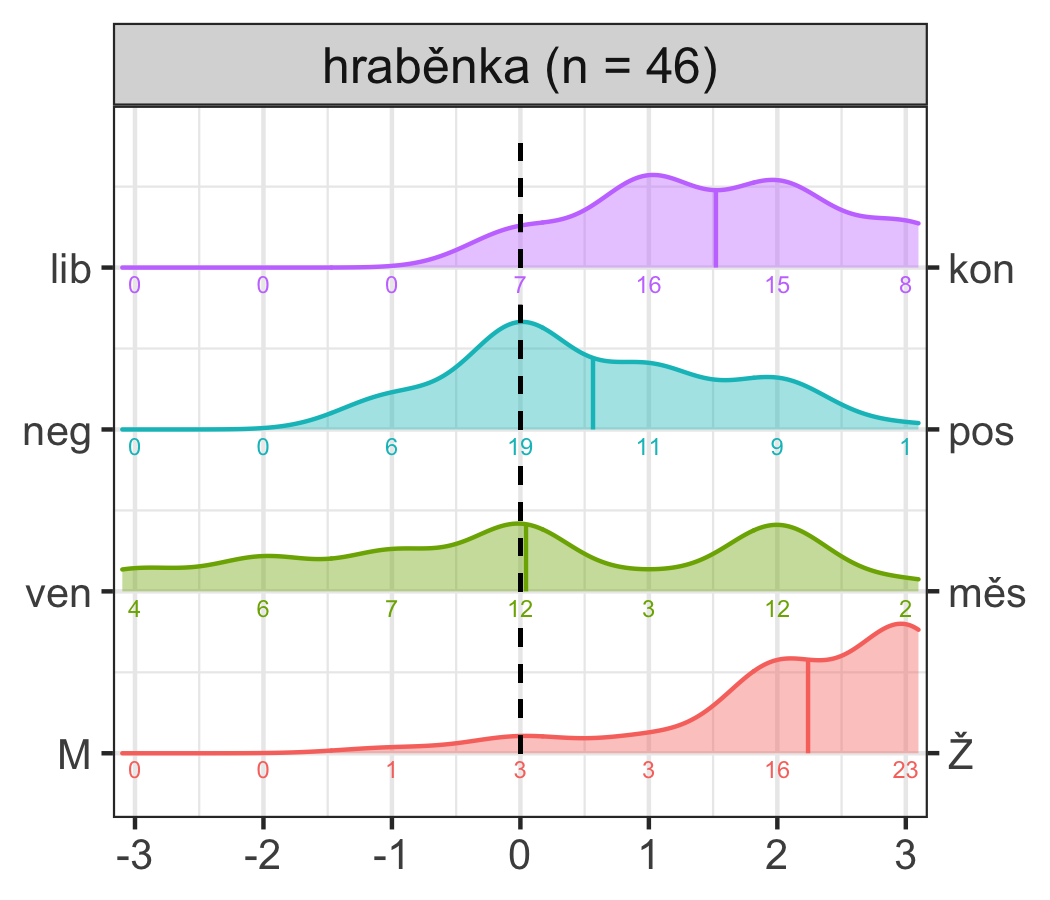 hraběnka (n = 46)
lib kon
0 0 0 7 16 15 8
neg pos
0 0 6 19 11 9 1
ven měs
4 6 7 12 3 12 2
M Ž
0 0 1 3 3 16 23
-3 -2 -1 0 1 2 3